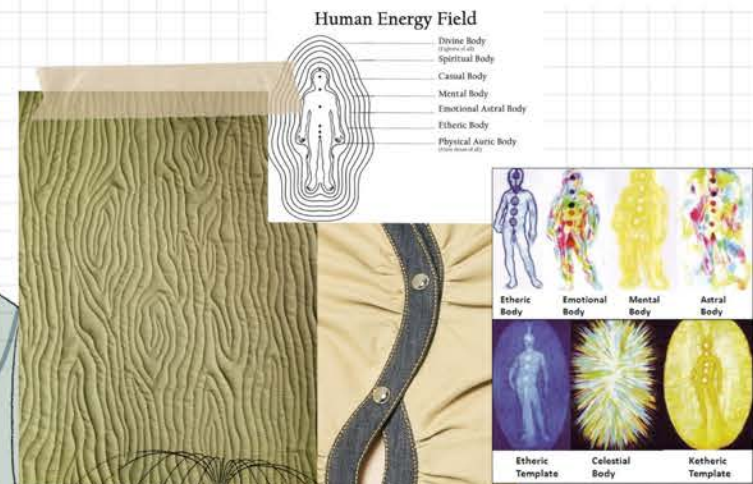 Human Energy Field
Divine Body
Spiritual Body
Casual Body
Mental Body
Emotional Astral Body
Etheric Body
Physical Auric Body
Etheric
Body
Emotional
Body
Mental
Body
Astral
Body
Etheric
Template
Celestial
Body
Ketheric
Template